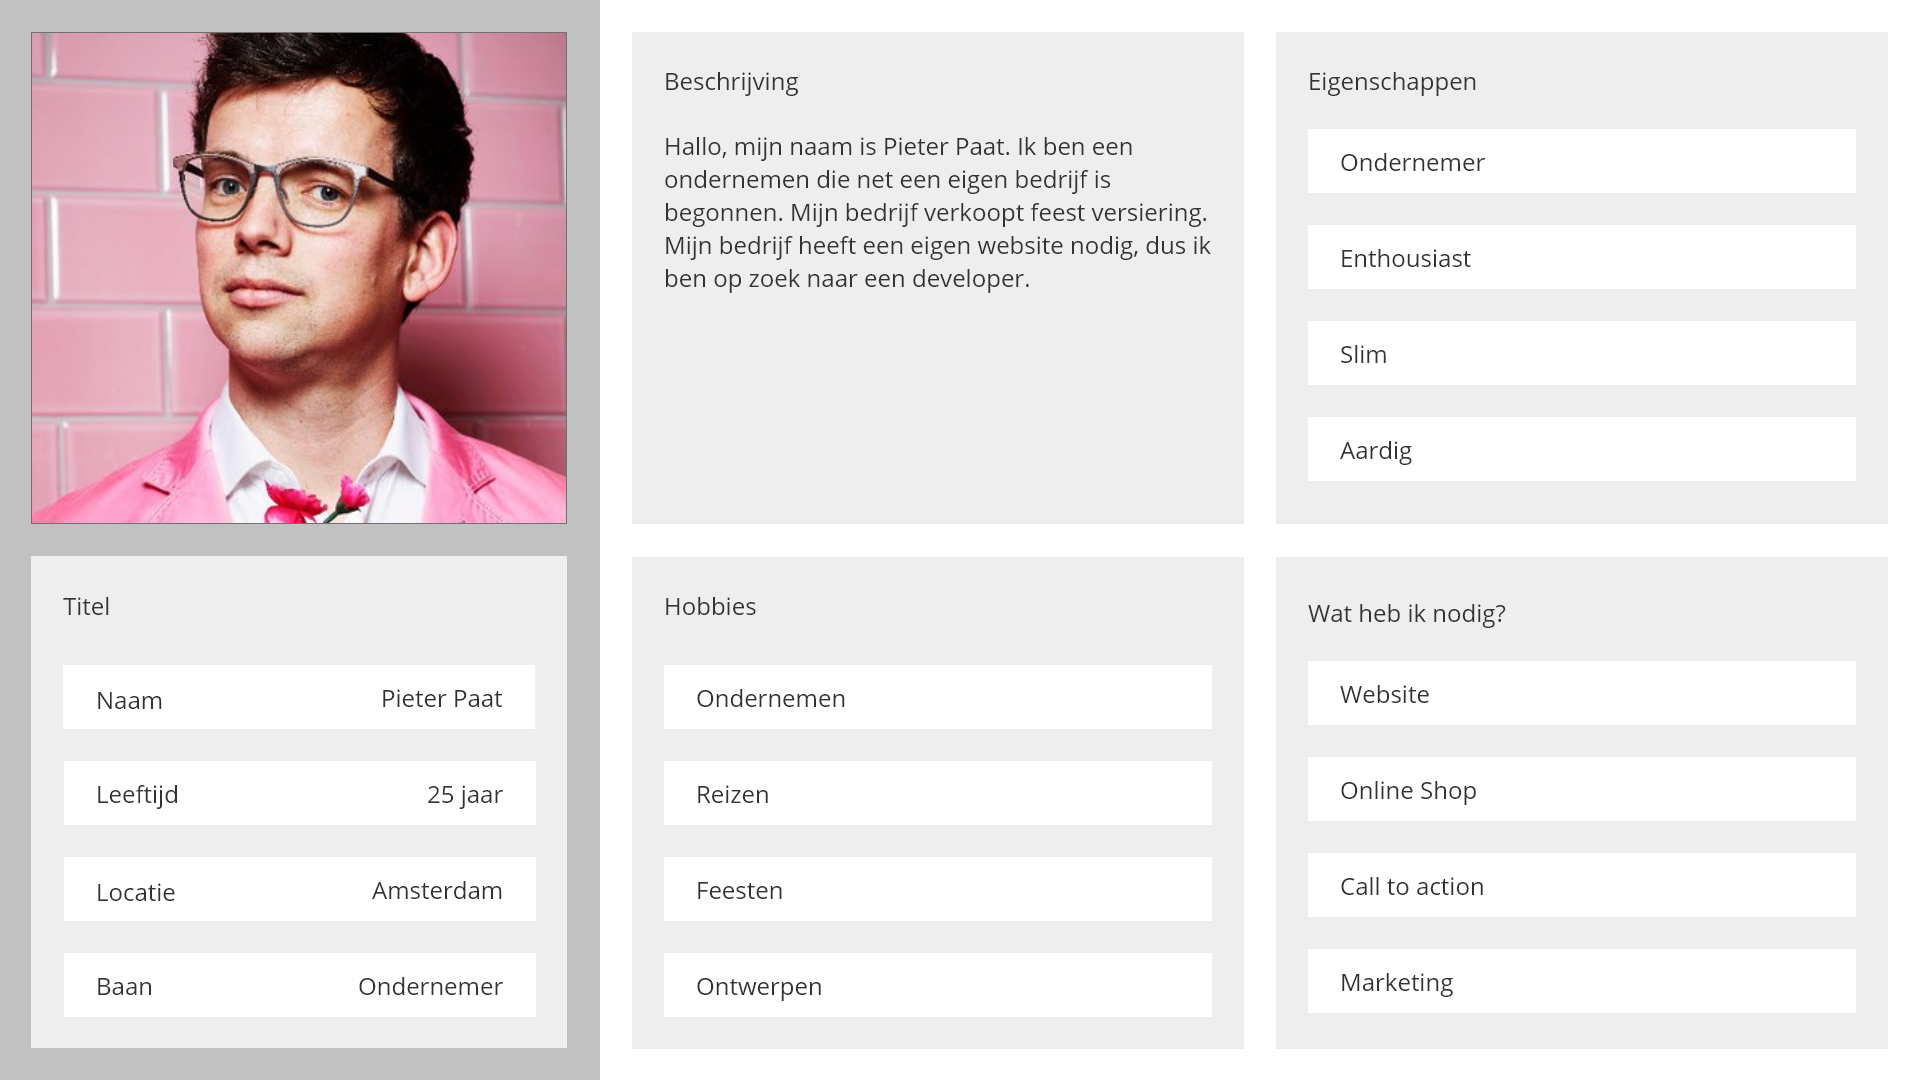 Beschrijving
Hallo, mijn naam is Pieter Paat. Ik ben een
ondernemen die net een eigen bedrijf is
begonnen. Mijn bedrijf verkoopt feest versiering.
Mijn bedrijf heeft een eigen website nodig, dus ik
ben op zoek naar een developer.
Eigenschappen
Ondernemer
Enthousiast
Slim
Aardig
Titel
Naam Pieter Paat
Leeftijd 25 jaar
Locatie Amsterdam
Baan Ondernemer
Hobbies
Ondernemen
Reizen
Feesten
Ontwerpen
Wat heb ik nodig?
Website
Online Shop
Call to action
Marketing